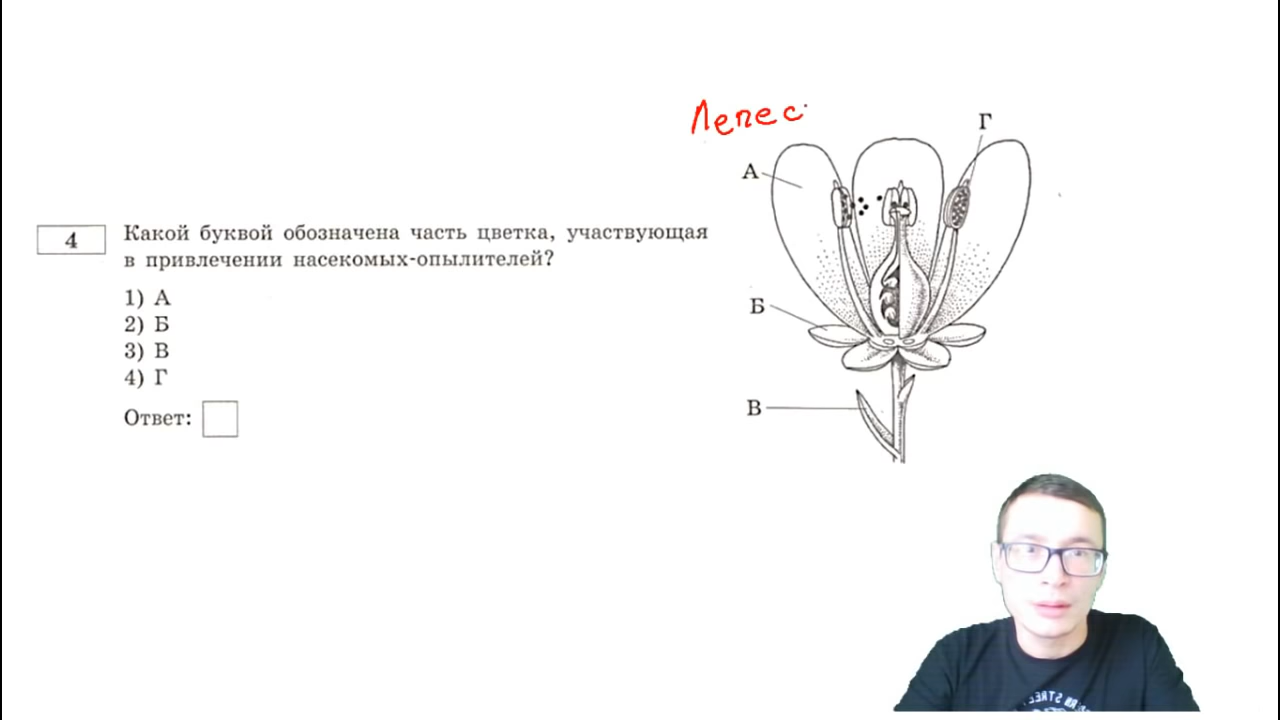 Лепес
Г
А
4
Какой буквой обозначена часть цветка, участвующая
в привлечении насекомых-опылителей?
1) А
2) Б
3) В
4) Г
Ответ:
Б
В